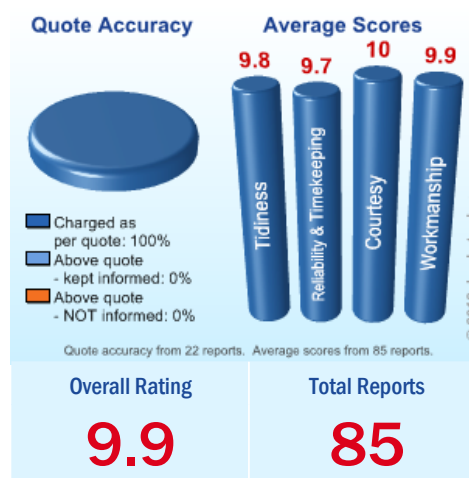 Quote Accuracy
Average Scores
9.8
9.7
10
9.9
Tidiness
Reliability & Timekeeping
Courtesy
Workmanship
Charged as
per quote: 100%
Above quote
- kept informed: 0%
Above quote
- NOT informed: 0%
Quote accuracy from 22 reports. Average scores from 85 reports.
Overall Rating
Total Reports
9.9
85